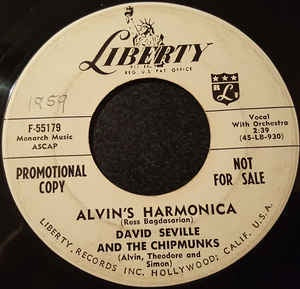 LIBERTY
REG. U.S. PAT. OFFICE
1959
F-55179
Monarch Music
ASCAP
Vocal
With Orchestra
2:39
(45-LB-930)
PROMOTIONAL
COPY
NOT
FOR SALE
ALVIN'S HARMONICA
(Ross Bagdasarian)
DAVID SEVILLE
AND THE CHIPMUNKS
(Alvin, Theodore and
Simon)
LIBERTY RECORDS INC. HOLLYWOOD, CALIF. U.S.A.